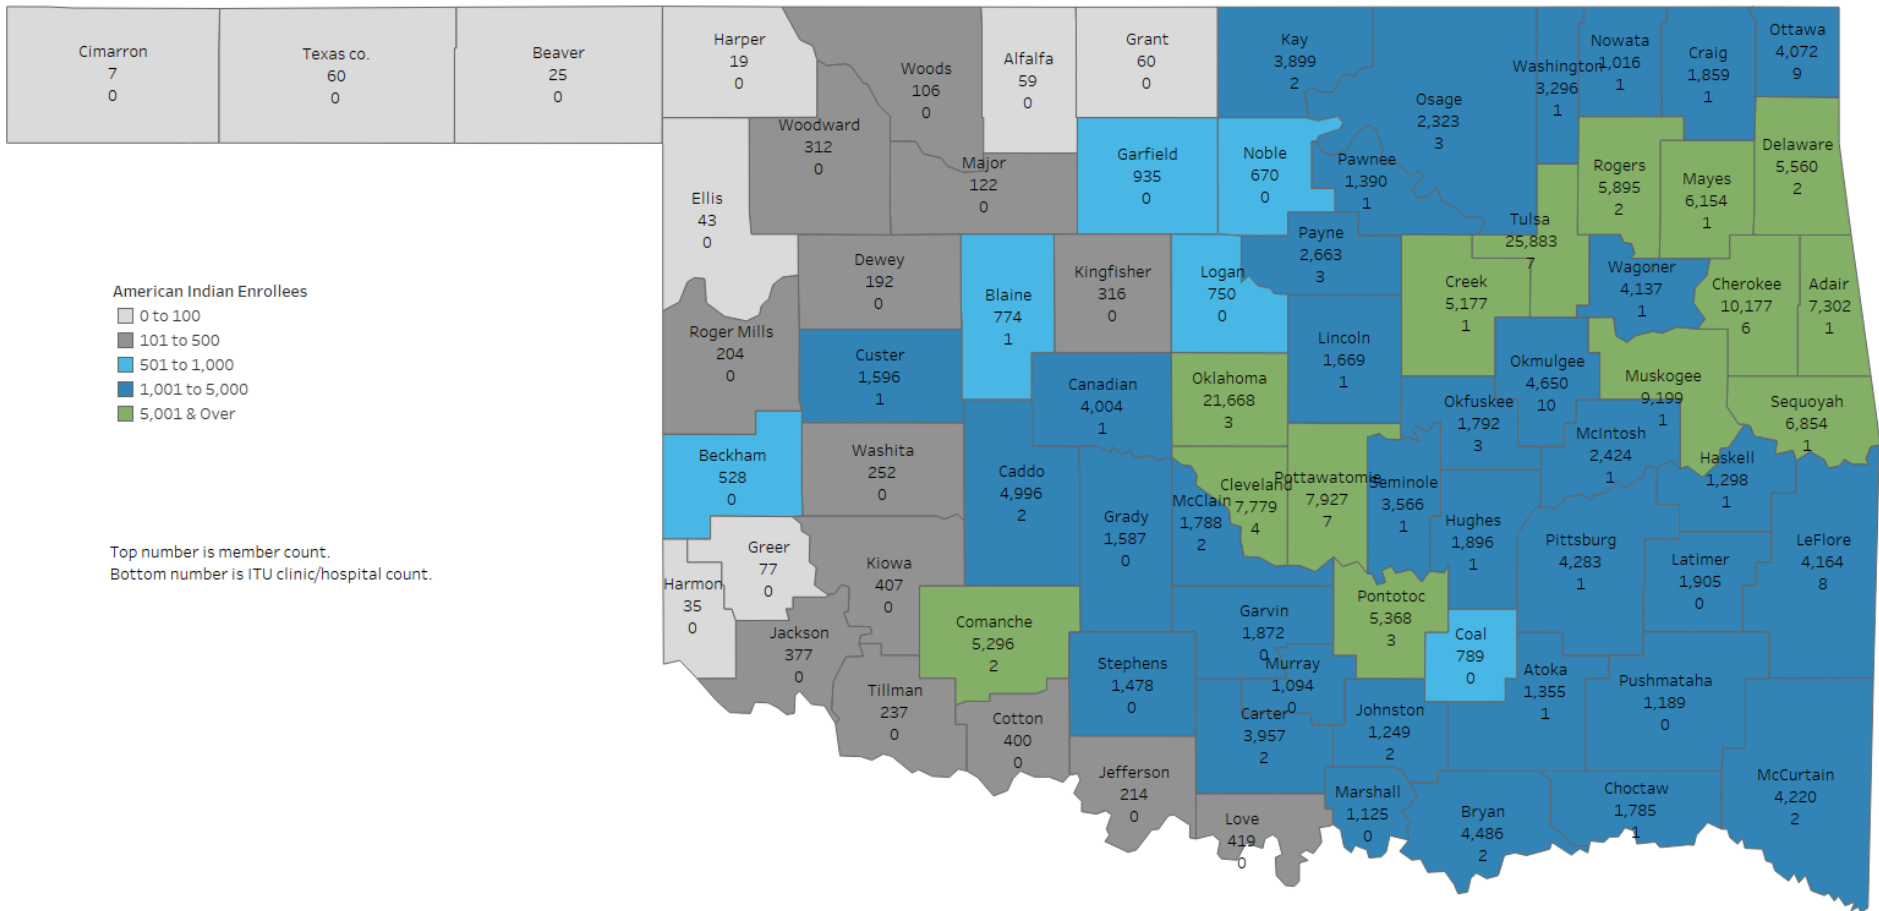 Cimarron
7
0
Texas co.
60
0
Beaver
25
0
Harper
19
0
Woods
106
0
Alfalfa
59
0
Grant
60
0
Kay
3,899
2
Osage
2,323
3
Washington
3,296
1
Nowata
1,016
1
Craig
1,859
1
Ottawa
4,072
9
Woodward
312
0
Major
122
0
Garfield
935
0
Noble
670
0
Pawnee
1,390
1
Rogers
5,895
2
Mayes
6,154
1
Delaware
5,560
2
Ellis
43
0
Dewey
192
0
Blaine
774
1
Kingfisher
316
0
Logan
750
0
Payne
2,663
3
Creek
5,177
1
Tulsa
25,883
7
Wagoner
4,137
1
Cherokee
10,177
6
Adair
7,302
1
American Indian Enrollees
0 to 100
101 to 500
501 to 1,000
1,001 to 5,000
5,001 & Over
Roger Mills
204
0
Custer
1,596
1
Canadian
4,004
1
Oklahoma
21,668
3
Lincoln
1,669
1
Okfuskee
1,792
3
Okmulgee
4,650
10
Muskogee
9,199
1
McIntosh
2,424
1
Sequoyah
6,854
1
Haskell
1,298
1
Beckham
528
0
Washita
252
0
Caddo
4,996
2
Grady
1,587
0
McClain
1,788
2
Cleveland
7,779
4
Pottawatomie
7,927
7
Seminole
3,566
1
Hughes
1,896
1
Pittsburg
4,283
1
Latimer
1,905
0
LeFlore
4,164
8
Top number is member count.
Bottom number is ITU clinic/hospital count.
Harmon
35
0
Greer
77
0
Kiowa
407
0
Jackson
377
0
Comanche
5,296
2
Tillman
237
0
Cotton
400
0
Stephens
1,478
0
Garvin
1,872
0
Murray
1,094
0
Carter
3,957
2
Pontotoc
5,368
3
Coal
789
0
Johnston
1,249
2
Atoka
1,355
1
Pushmataha
1,189
0
Jefferson
214
0
Love
419
0
Marshall
1,125
0
Bryan
4,486
2
Choctaw
1,785
1
McCurtain
4,220
2